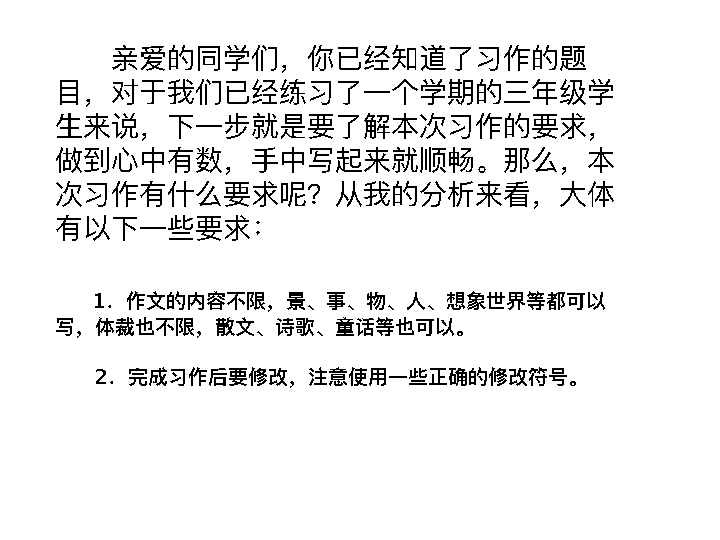 亲爱的同学们，你已经知道了习作的题
目，对于我们已经练习了一个学期的三年级学
生来说，下一步就是要了解本次习作的要求，
做到心中有数，手中写起来就顺畅。那么，本
次习作有什么要求呢？从我的分析来看，大体
有以下一些要求：
1．作文的内容不限，景、事、物、人、想象世界等都可以
写，体裁也不限，散文、诗歌、童话等也可以。
2．完成习作后要修改，注意使用一些正确的修改符号。